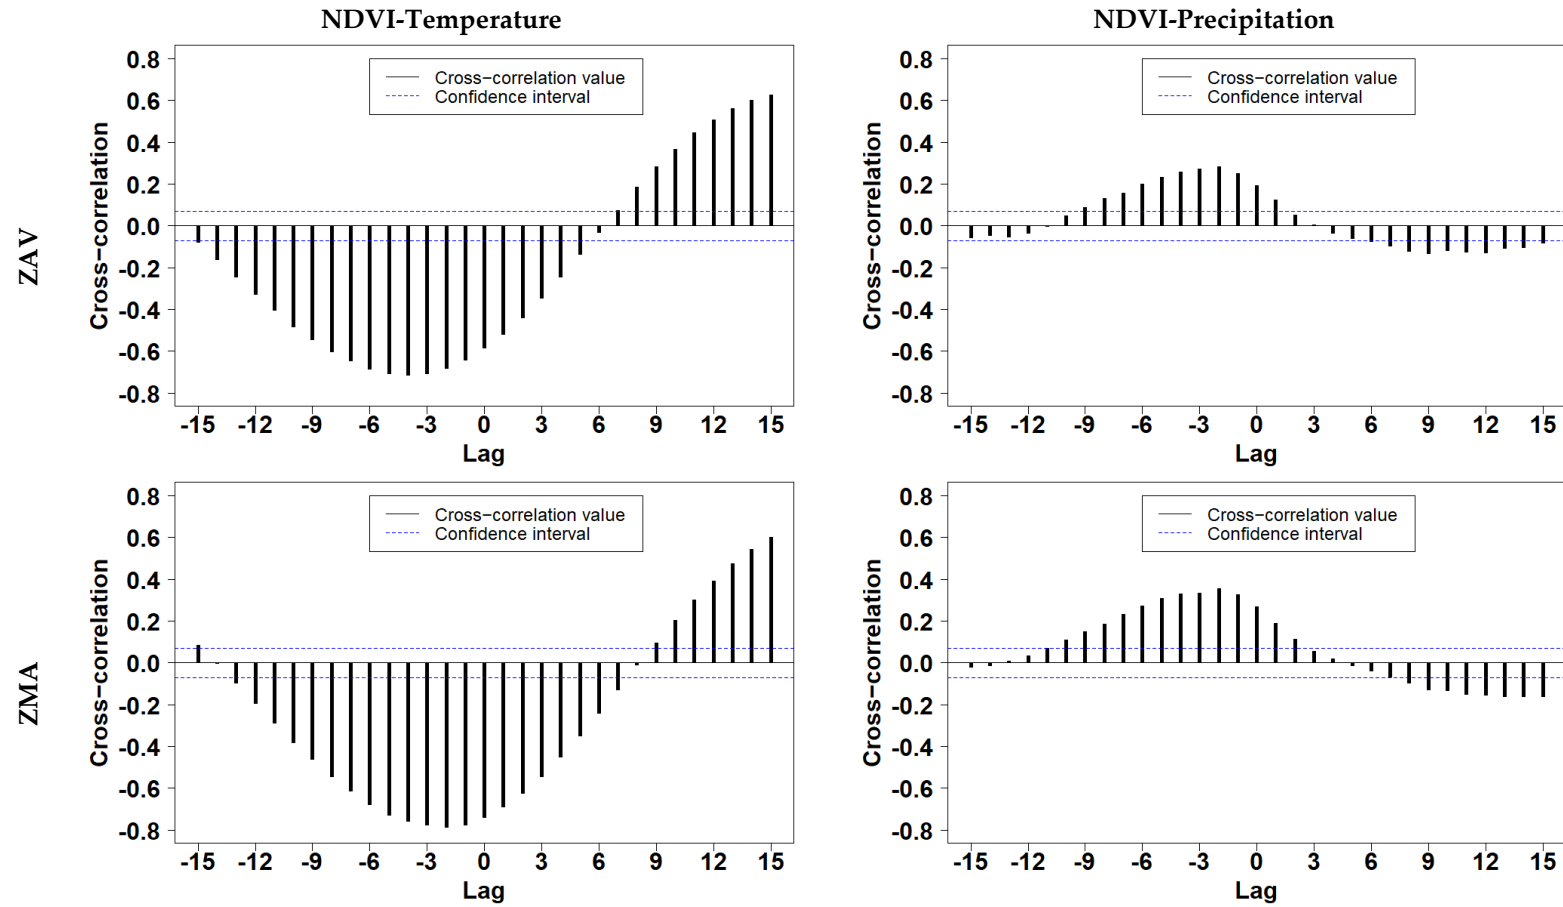 NDVI-Temperature
NDVI-Precipitation
ZAV
Cross-correlation
0.8
0.6
0.4
0.2
0.0
-0.2
-0.4
-0.6
-0.8
Cross-correlation value
Confidence interval
-15 -12 -9 -6 -3 0 3 6 9 12 15
Lag
Cross-correlation
0.8
0.6
0.4
0.2
0.0
-0.2
-0.4
-0.6
-0.8
Cross-correlation value
Confidence interval
-15 -12 -9 -6 -3 0 3 6 9 12 15
Lag
ZMA
Cross-correlation
0.8
0.6
0.4
0.2
0.0
-0.2
-0.4
-0.6
-0.8
Cross-correlation value
Confidence interval
-15 -12 -9 -6 -3 0 3 6 9 12 15
Lag
Cross-correlation
0.8
0.6
0.4
0.2
0.0
-0.2
-0.4
-0.6
-0.8
Cross-correlation value
Confidence interval
-15 -12 -9 -6 -3 0 3 6 9 12 15
Lag